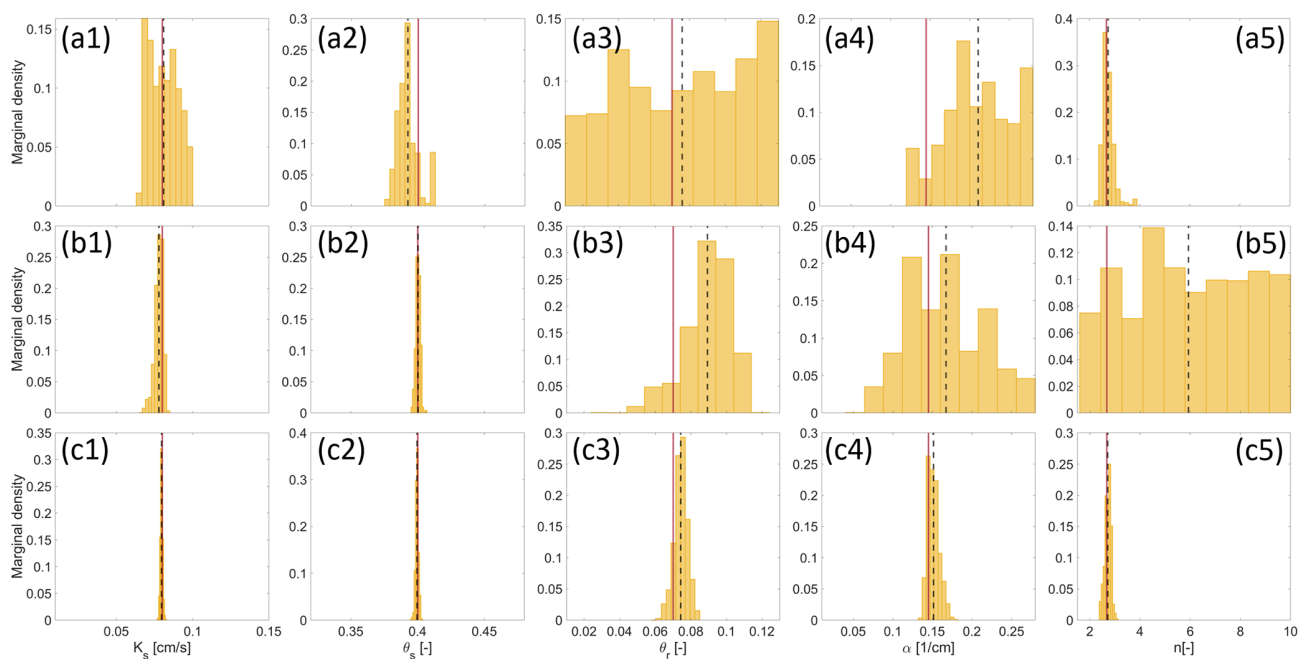 (a1) (a2) (a3) (a4) (a5)
Marginal density
0.15 0.1 0.05 0
0.3 0.25 0.2 0.15 0.1 0.05 0
0.15 0.1 0.05 0
0.2 0.15 0.1 0.05 0
0.4 0.3 0.2 0.1 0
(b1) (b2) (b3) (b4) (b5)
Marginal density
0.3 0.25 0.2 0.15 0.1 0.05 0
0.3 0.25 0.2 0.15 0.1 0.05 0
0.35 0.3 0.25 0.2 0.15 0.1 0.05 0
0.25 0.2 0.15 0.1 0.05 0
0.14 0.12 0.1 0.08 0.06 0.04 0.02 0
(c1) (c2) (c3) (c4) (c5)
Marginal density
0.35 0.3 0.25 0.2 0.15 0.1 0.05 0
0.4 0.3 0.2 0.1 0
0.3 0.25 0.2 0.15 0.1 0.05 0
0.3 0.25 0.2 0.15 0.1 0.05 0
0.3 0.25 0.2 0.15 0.1 0.05 0
0.05 0.1 0.15 0.35 0.4 0.45 0.02 0.04 0.06 0.08 0.1 0.12 0.05 0.1 0.15 0.2 0.25 2 4 6 8 10
K_s [cm/s] θ_s [-] θ_r [-] α [1/cm] n[-]